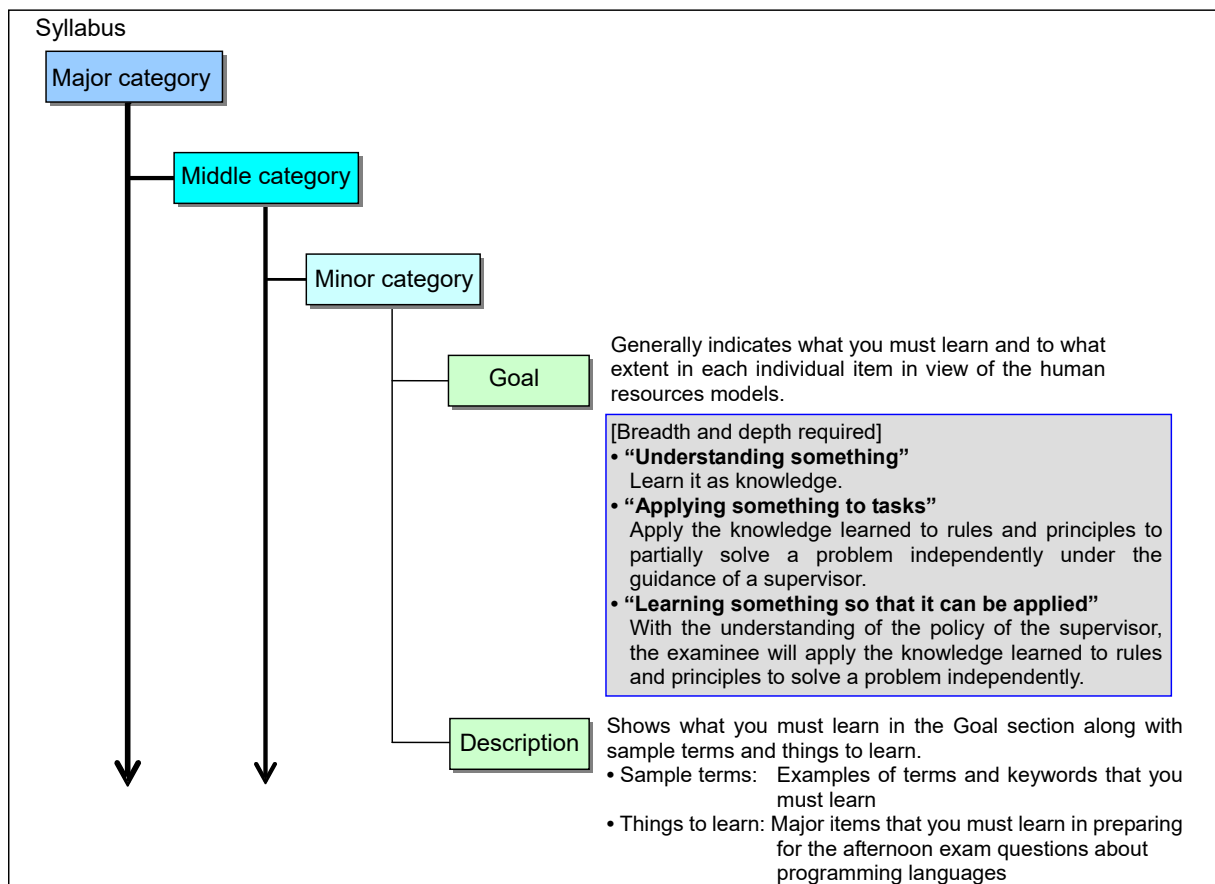 Syllabus
Major category
Middle category
Minor category
Goal
Generally indicates what you must learn and to what
extent in each individual item in view of the human
resources models.
[Breadth and depth required]
• “Understanding something”
Learn it as knowledge.
• “Applying something to tasks”
Apply the knowledge learned to rules and principles to
partially solve a problem independently under the
guidance of a supervisor.
• “Learning something so that it can be applied”
With the understanding of the policy of the supervisor,
the examinee will apply the knowledge learned to rules
and principles to solve a problem independently.
Description
Shows what you must learn in the Goal section along with
sample terms and things to learn.
• Sample terms: Examples of terms and keywords that you
must learn
• Things to learn: Major items that you must learn in preparing
for the afternoon exam questions about
programming languages